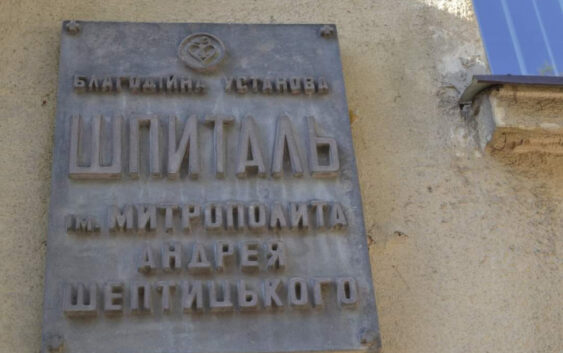 БЛАГОДІЙНА УСТАНОВА
ШПИТАЛЬ
ІМ. МИТРОПОЛИТА
АНДРЕЯ
ШЕПТИЦЬКОГО